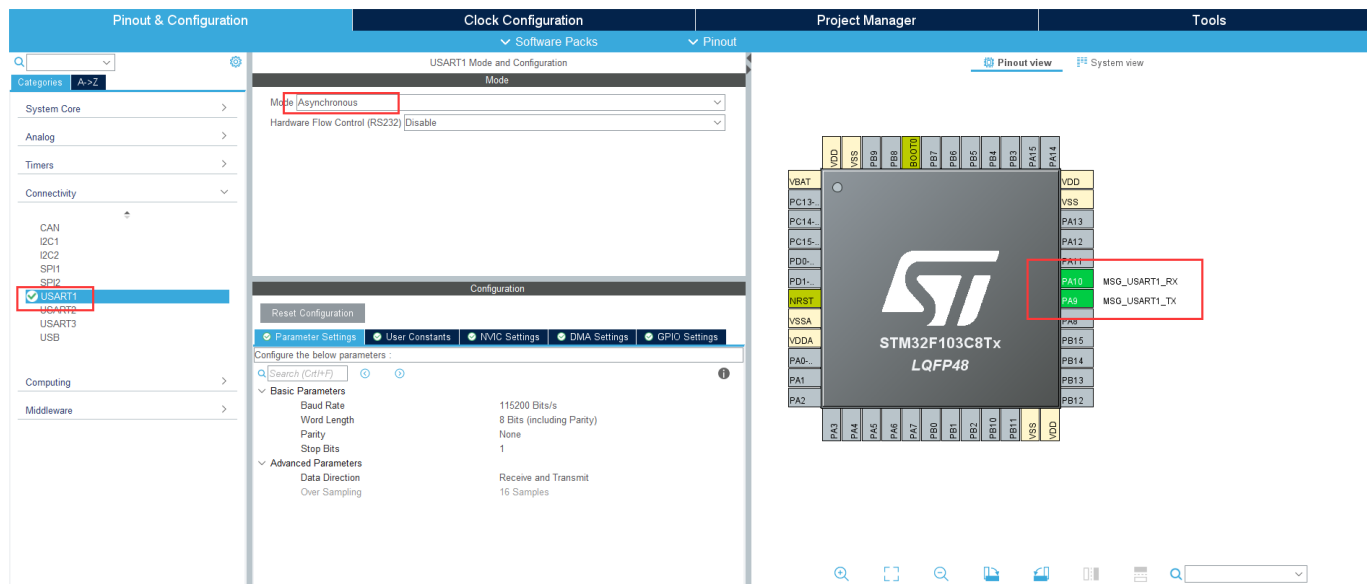 Pinout & Configuration
Clock Configuration
Project Manager
Tools
Software Packs
Pinout
Categories
A->Z
System Core
Analog
Timers
Connectivity
CAN
I2C1
I2C2
SPI1
SPI2
USART1
USART2
USART3
USB
Computing
Middleware
USART1 Mode and Configuration
Mode
Mode Asynchronous
Hardware Flow Control (RS232) Disable
Configuration
Reset Configuration
Parameter Settings
User Constants
NVIC Settings
DMA Settings
GPIO Settings
Configure the below parameters :
Search (Crtl+F)
Basic Parameters
Baud Rate 115200 Bits/s
Word Length 8 Bits (including Parity)
Parity None
Stop Bits 1
Advanced Parameters
Data Direction Receive and Transmit
Over Sampling 16 Samples
Pinout view
System view
VDD
VSS
PB9
PB8
BOOT0
PB7
PB6
PB5
PB4
PB3
PA15
PA14
VBAT
PC13-..
PC14-..
PC15-..
PD0-..
PD1-..
NRST
VSSA
VDDA
PA0-..
PA1
PA2
ST
STM32F103C8Tx
LQFP48
VDD
VSS
PA13
PA12
PA11
PA10 MSG_USART1_RX
PA9 MSG_USART1_TX
PA8
PB15
PB14
PB13
PB12
PA3
PA4
PA5
PA6
PA7
PB0
PB1
PB2
PB10
PB11
VSS
VDD